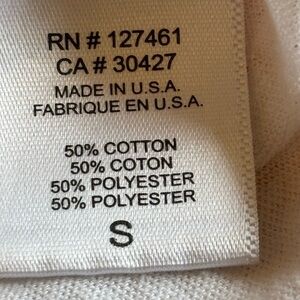 RN # 127461
CA # 30427
MADE IN U.S.A.
FABRIQUE EN U.S.A.
50% COTTON
50% COTON
50% POLYESTER
50% POLYESTER
S